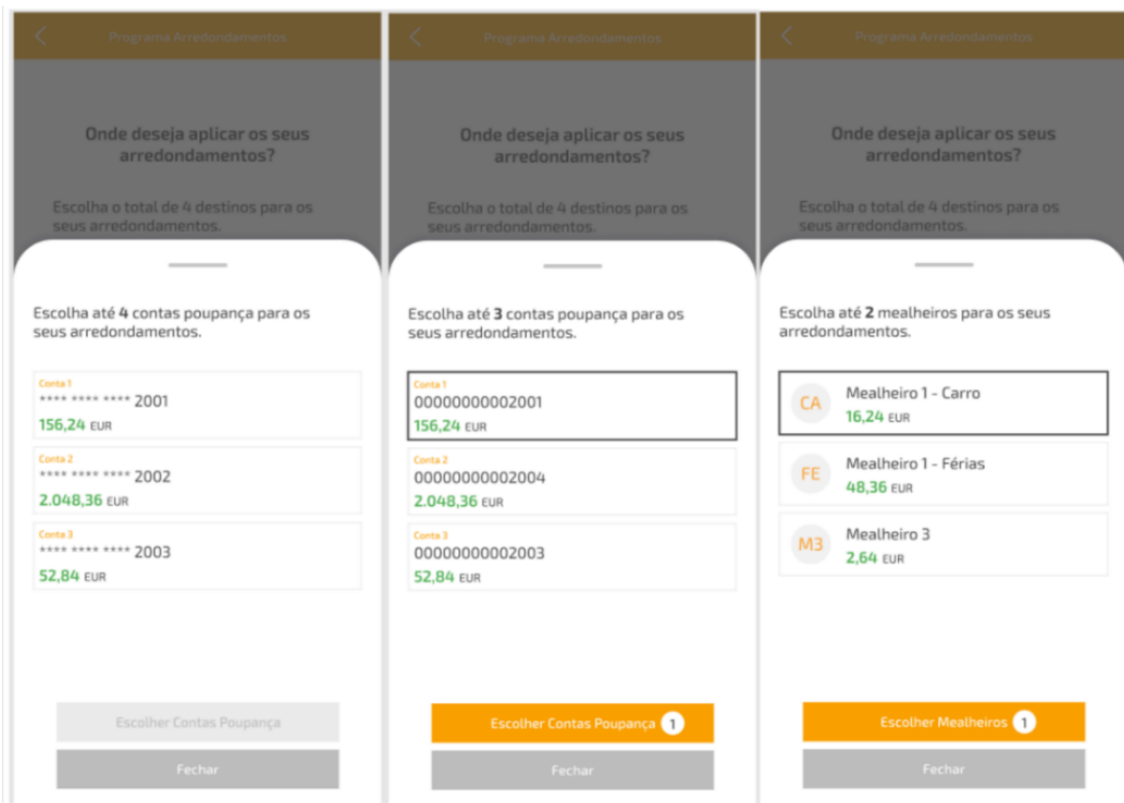 Programa Arredondamentos
Onde deseja aplicar os seus
arredondamentos?
Escolha o total de 4 destinos para os
seus arredondamentos.
Escolha até 4 contas poupança para os
seus arredondamentos.
Conta 1
**** **** **** 2001
156,24 EUR
Conta 2
**** **** **** 2002
2.048,36 EUR
Conta 3
**** **** **** 2003
52,84 EUR
Escolher Contas Poupança
Fechar
Programa Arredondamentos
Onde deseja aplicar os seus
arredondamentos?
Escolha o total de 4 destinos para os
seus arredondamentos.
Escolha até 3 contas poupança para os
seus arredondamentos.
Conta 1
00000000002001
156,24 EUR
Conta 2
00000000002004
2.048,36 EUR
Conta 3
00000000002003
52,84 EUR
Escolher Contas Poupança 1
Fechar
Programa Arredondamentos
Onde deseja aplicar os seus
arredondamentos?
Escolha o total de 4 destinos para os
seus arredondamentos.
Escolha até 2 mealheiros para os seus
arredondamentos.
CA
Mealheiro 1 - Carro
16,24 EUR
FE
Mealheiro 1 - Férias
48,36 EUR
M3
Mealheiro 3
2,64 EUR
Escolher Mealheiros 1
Fechar